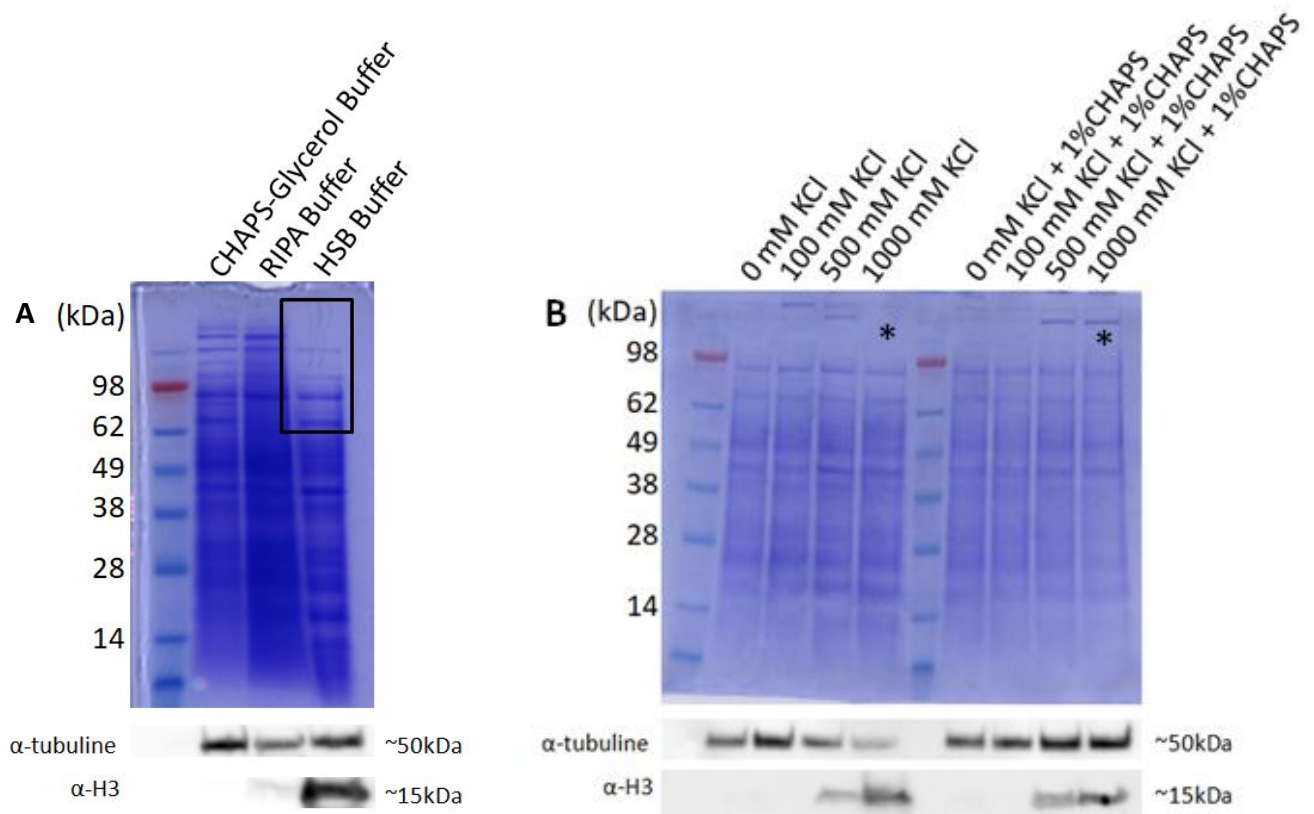 CHAPS-Glycerol Buffer
RIPA Buffer
HSB Buffer
A (kDa)
98
62
49
38
28
14
α-tubuline ~50kDa
α-H3 ~15kDa
0 mM KCl
100 mM KCl
500 mM KCl
1000 mM KCl
0 mM KCl + 1%CHAPS
100 mM KCl + 1%CHAPS
500 mM KCl + 1%CHAPS
1000 mM KCl + 1%CHAPS
B (kDa)
* *
98
62
49
38
28
14
α-tubuline ~50kDa
α-H3 ~15kDa